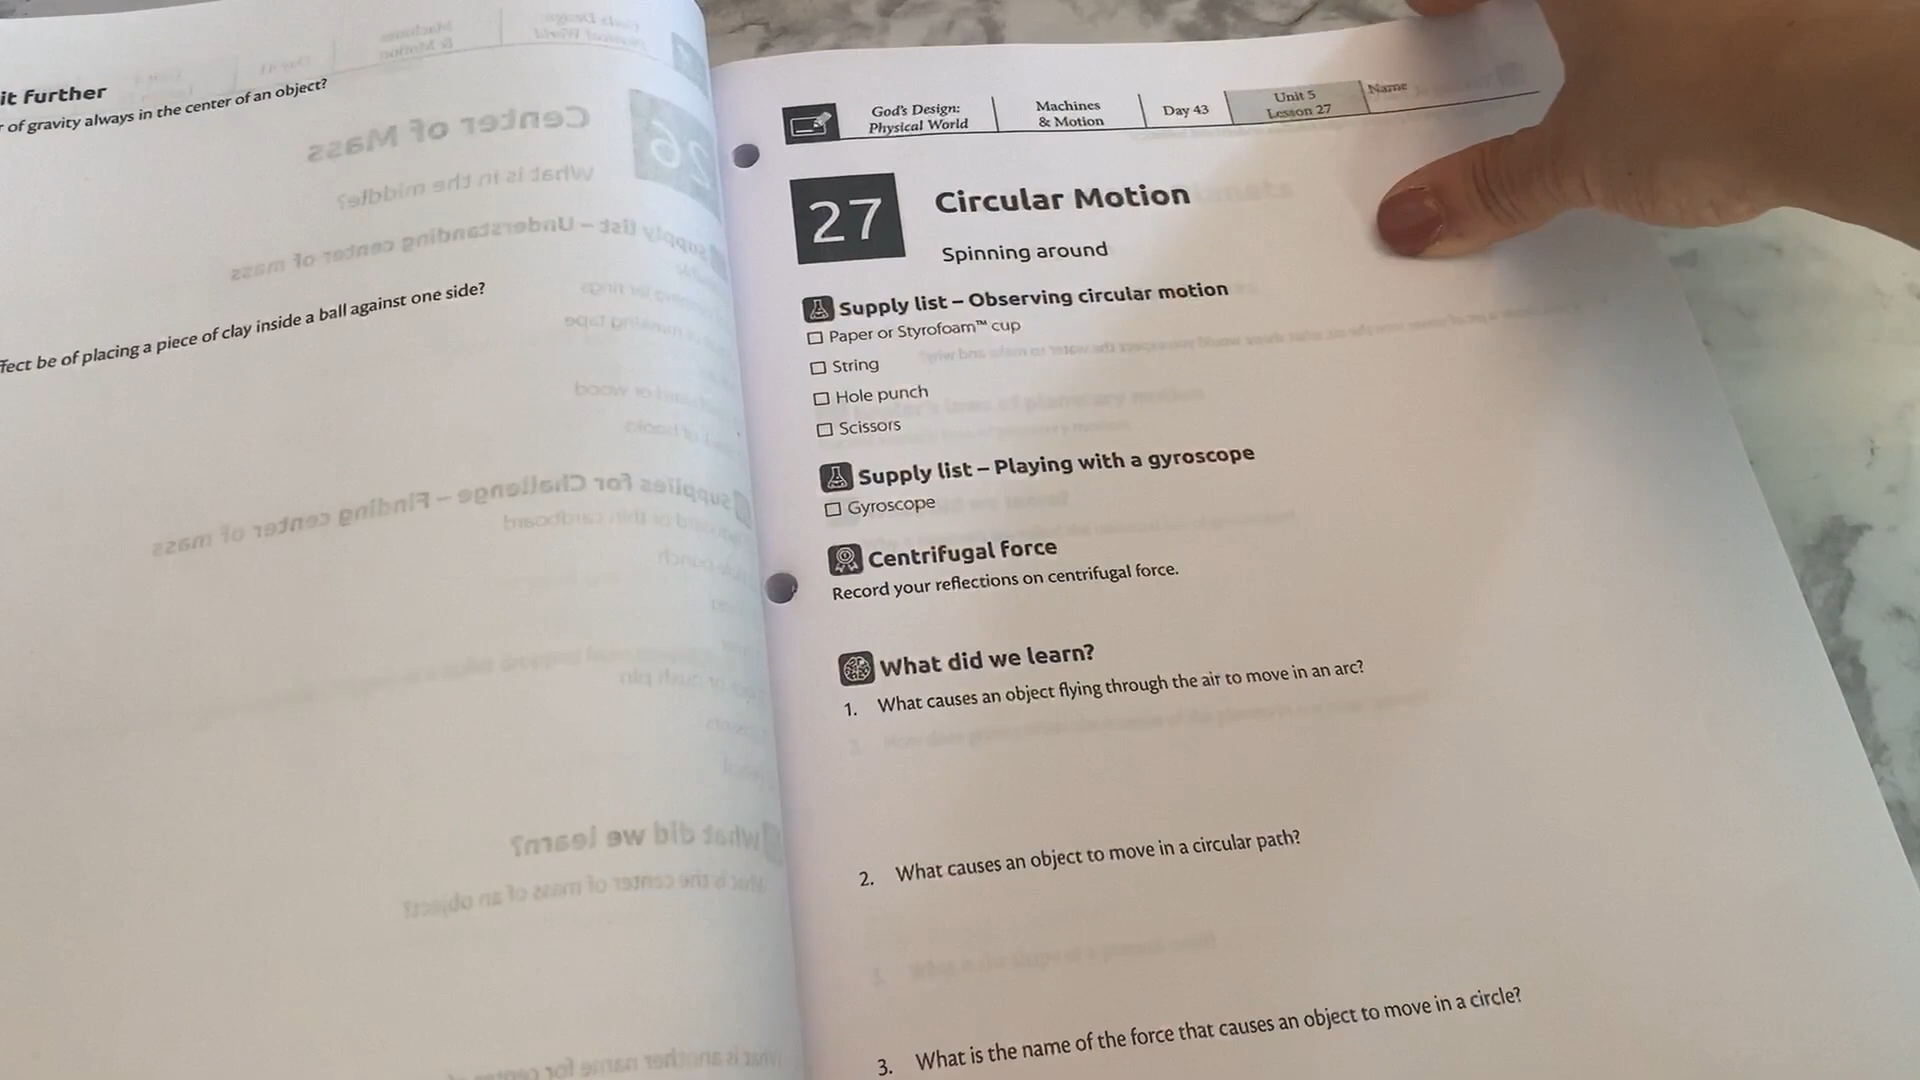 it Further
of gravity always in the center of an object?
fect be of placing a piece of clay inside a ball against one side?
God's Design:
Physical World
Machines
& Motion
Day 43
Unit 5
Lesson 27
Name
27
Circular Motion
Spinning around
Supply list – Observing circular motion
Paper or Styrofoam™ cup
String
Hole punch
Scissors
Supply list – Playing with a gyroscope
Gyroscope
Centrifugal force
Record your reflections on centrifugal force.
What did we learn?
1. What causes an object flying through the air to move in an arc?
2. What causes an object to move in a circular path?
3. What is the name of the force that causes an object to move in a circle?